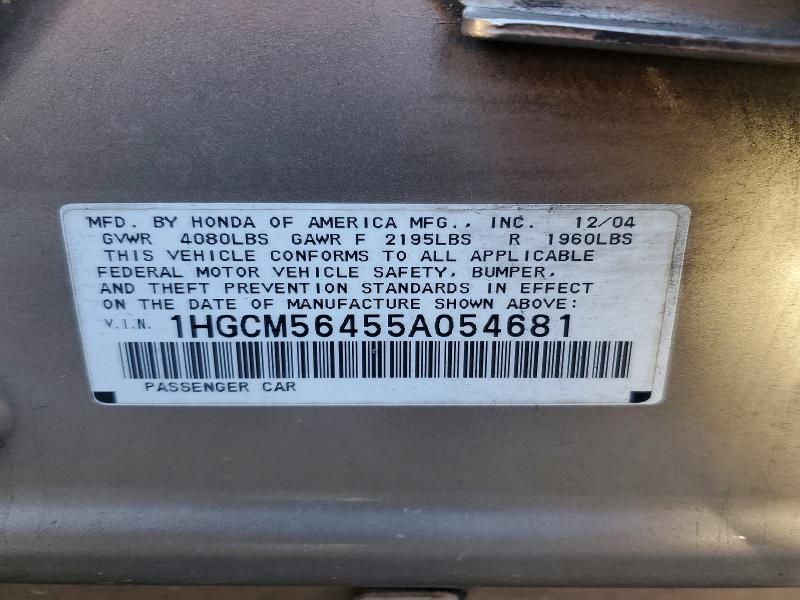 MFD. BY HONDA OF AMERICA MFG., INC. 12/04
GVWR 4080LBS GAWR F 2195LBS R 1960LBS
THIS VEHICLE CONFORMS TO ALL APPLICABLE
FEDERAL MOTOR VEHICLE SAFETY, BUMPER,
AND THEFT PREVENTION STANDARDS IN EFFECT
ON THE DATE OF MANUFACTURE SHOWN ABOVE:
V.I.N. 1HGCM56455A054681
PASSENGER CAR